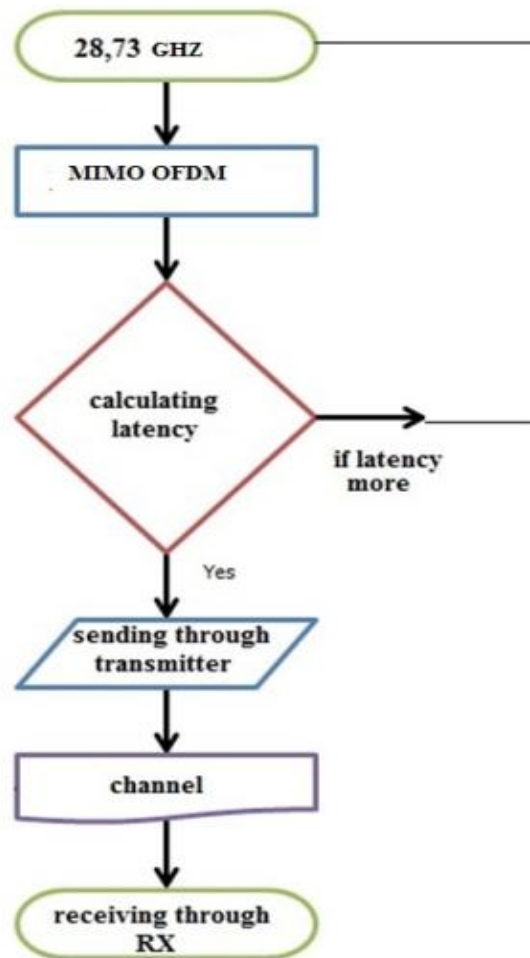 28,73 GHZ
MIMO OFDM
calculating
latency
if latency
more
Yes
sending through
transmitter
channel
receiving through
RX